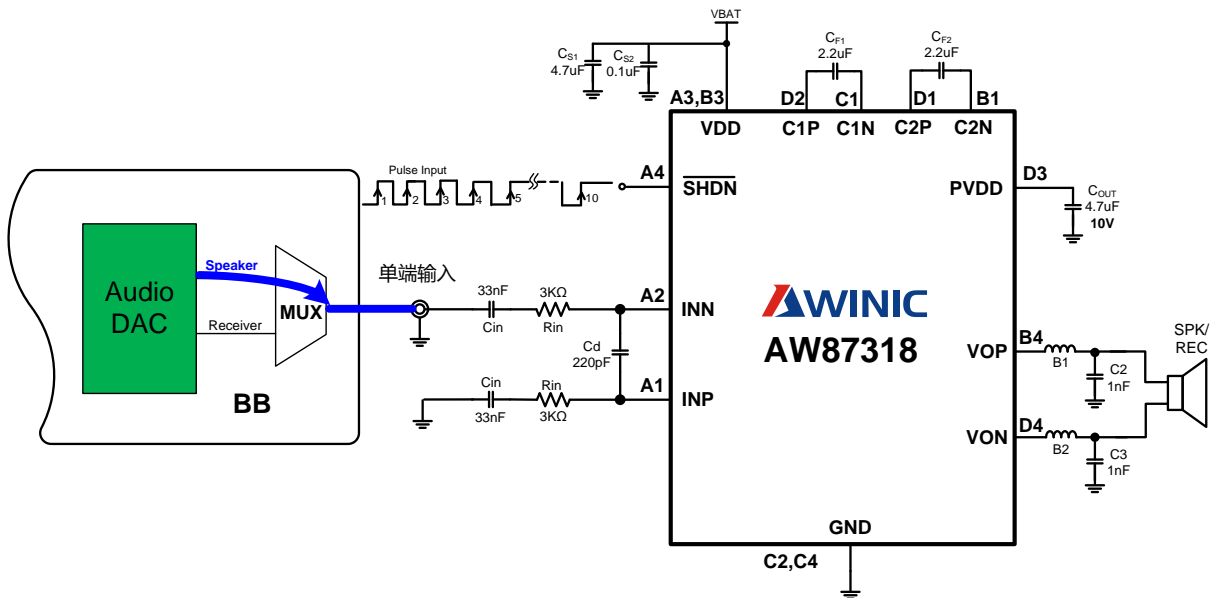 VBAT
CS1
4.7uF
CS2
0.1uF
CF1
2.2uF
CF2
2.2uF
A3,B3
D2
C1
D1
B1
VDD
C1P
C1N
C2P
C2N
Pulse Input
1
2
3
4
5
10
A4
SHDN
PVDD
D3
COUT
4.7uF
10V
Audio
DAC
Speaker
Receiver
MUX
BB
单端输入
33nF
Cin
3KΩ
Rin
A2
INN
Cd
220pF
Cin
33nF
Rin
3KΩ
A1
INP
AWINIC
AW87318
VOP
B4
B1
C2
1nF
SPK/
REC
VON
D4
B2
C3
1nF
GND
C2,C4